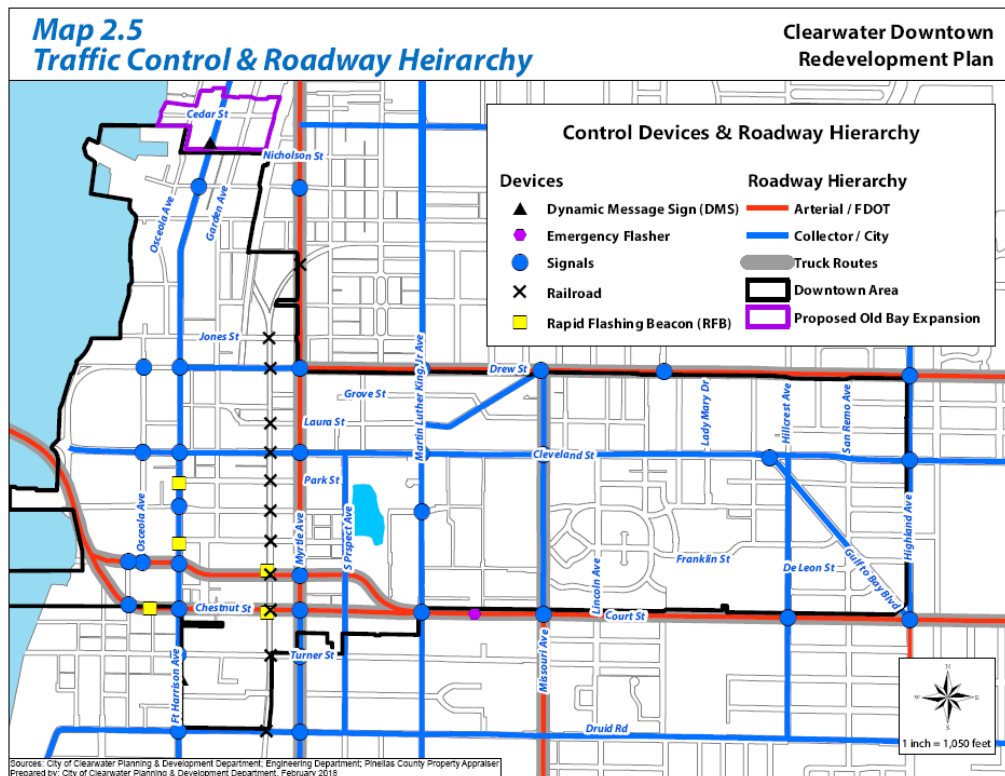 Map 2.5
Traffic Control & Roadway Heirarchy
Clearwater Downtown
Redevelopment Plan
Control Devices & Roadway Hierarchy
Devices
Dynamic Message Sign (DMS)
Emergency Flasher
Signals
Railroad
Rapid Flashing Beacon (RFB)
Roadway Hierarchy
Arterial / FDOT
Collector / City
Truck Routes
Downtown Area
Proposed Old Bay Expansion
Cedar St
Nicholson St
Osceola Ave
Garden Ave
Jones St
Drew St
Grove St
Laura St
Martin Luther King, Jr Ave
Lady Mary Dr
Hillcrest Ave
San Remo Ave
Cleveland St
Park St
Osceola Ave
Myrtle Ave
S Prspect Ave
Franklin St
De Leon St
Gulf to Bay Blvd
Highland Ave
Lincoln Ave
Chestnut St
Court St
Turner St
Ft Harrison Ave
Missouri Ave
Druid Rd
N
W
E
S
1 inch = 1,050 feet
Sources: City of Clearwater Planning & Development Department; Engineering Department; Pinellas County Property Appraiser
Prepared by: City of Clearwater Planning & Development Department, February 2018